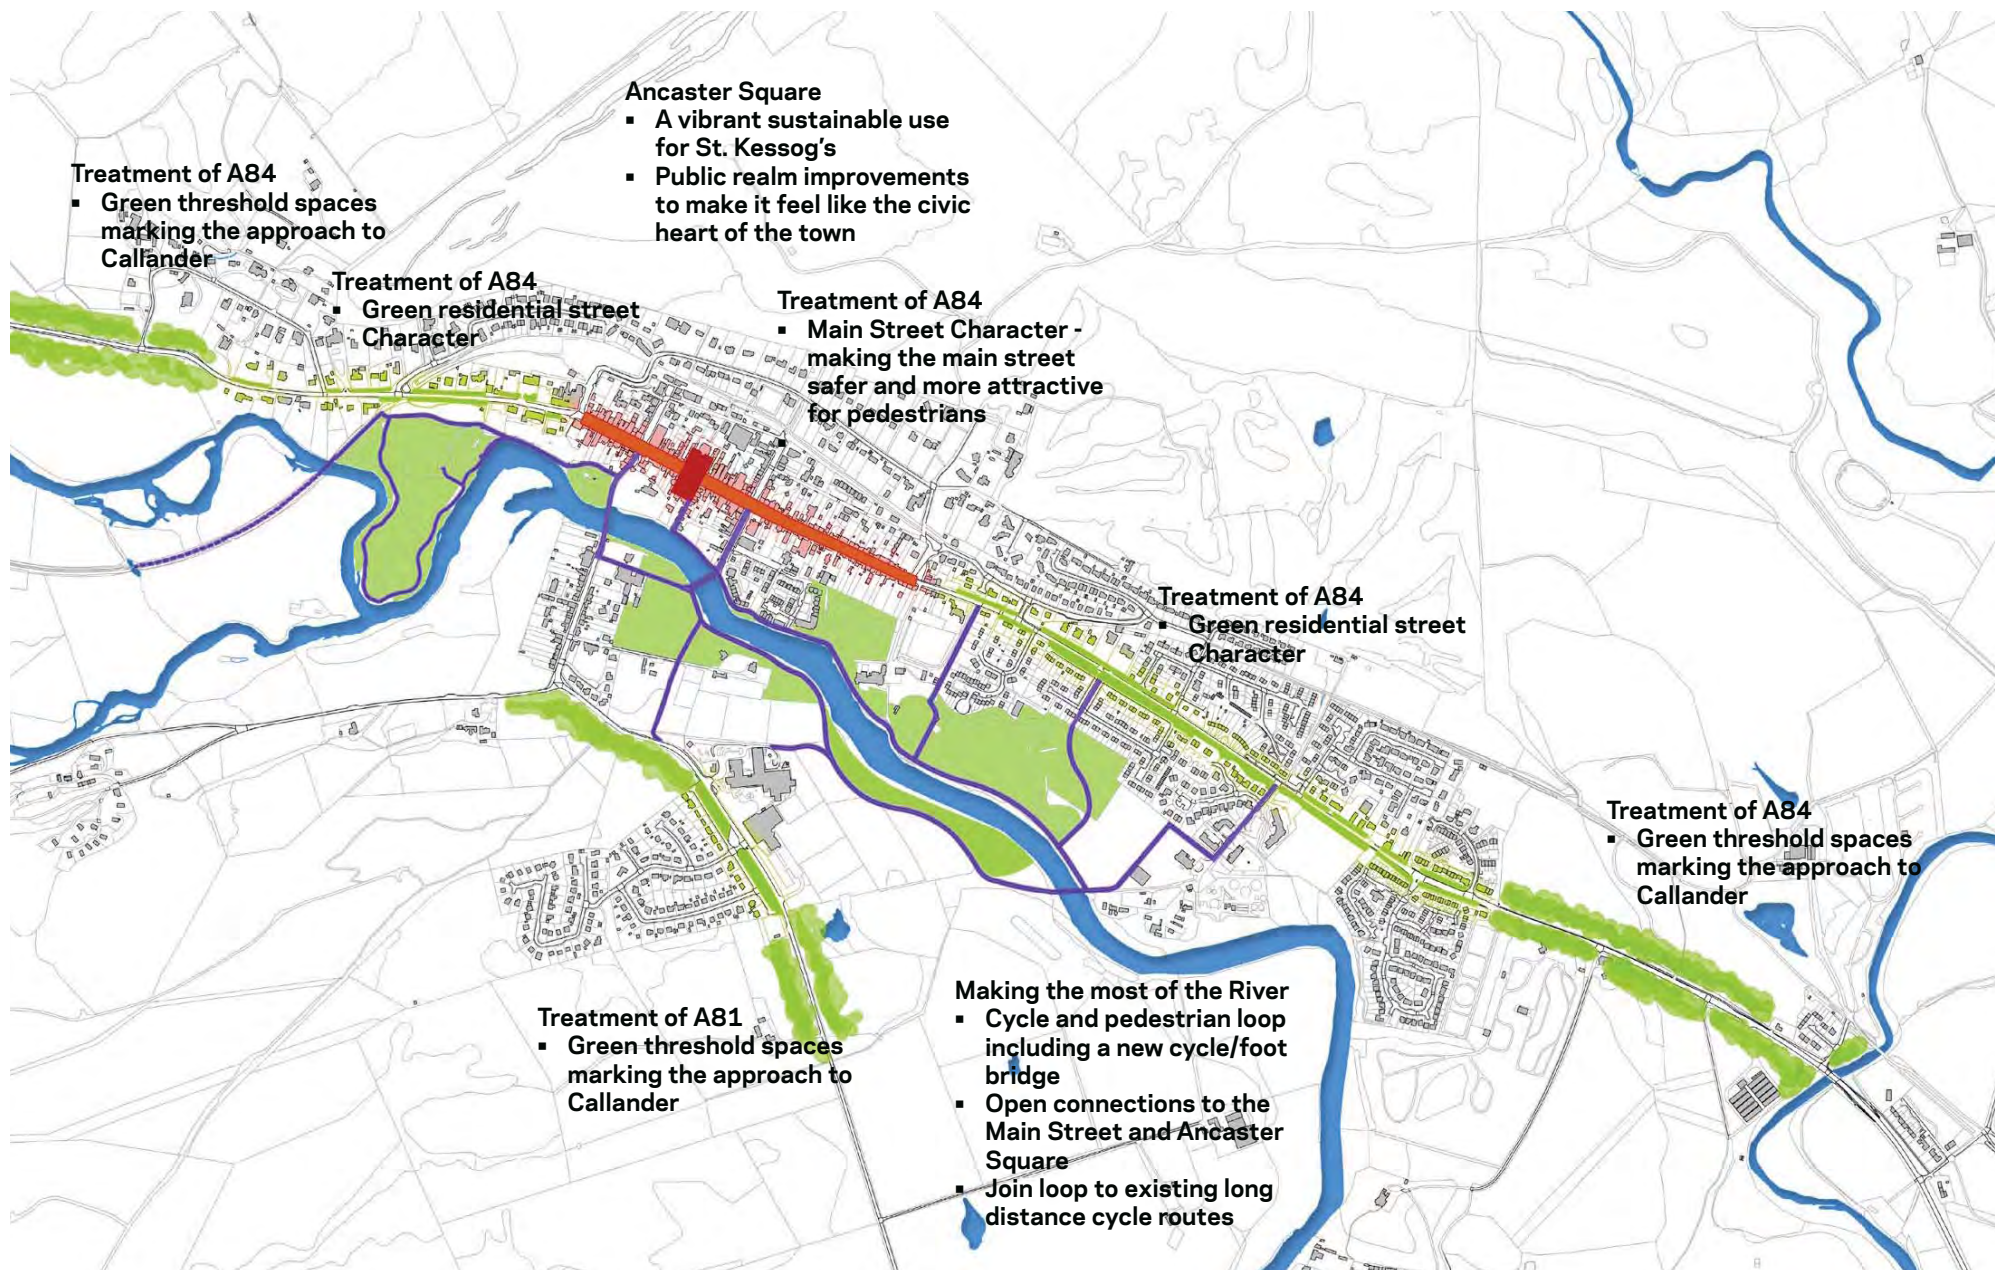 Ancaster Square
▪ A vibrant sustainable use
for St. Kessog's
▪ Public realm improvements
to make it feel like the civic
heart of the town
Treatment of A84
▪ Green threshold spaces
marking the approach to
Callander
Treatment of A84
▪ Green residential street
Character
Treatment of A84
▪ Main Street Character -
making the main street
safer and more attractive
for pedestrians
▪
Treatment of A84
▪ Green residential street
Character
Treatment of A84
▪ Green threshold spaces
marking the approach to
Callander
Treatment of A81
▪ Green threshold spaces
marking the approach to
Callander
Making the most of the River
▪ Cycle and pedestrian loop
including a new cycle/foot
bridge
▪ Open connections to the
Main Street and Ancaster
Square
▪ Join loop to existing long
distance cycle routes